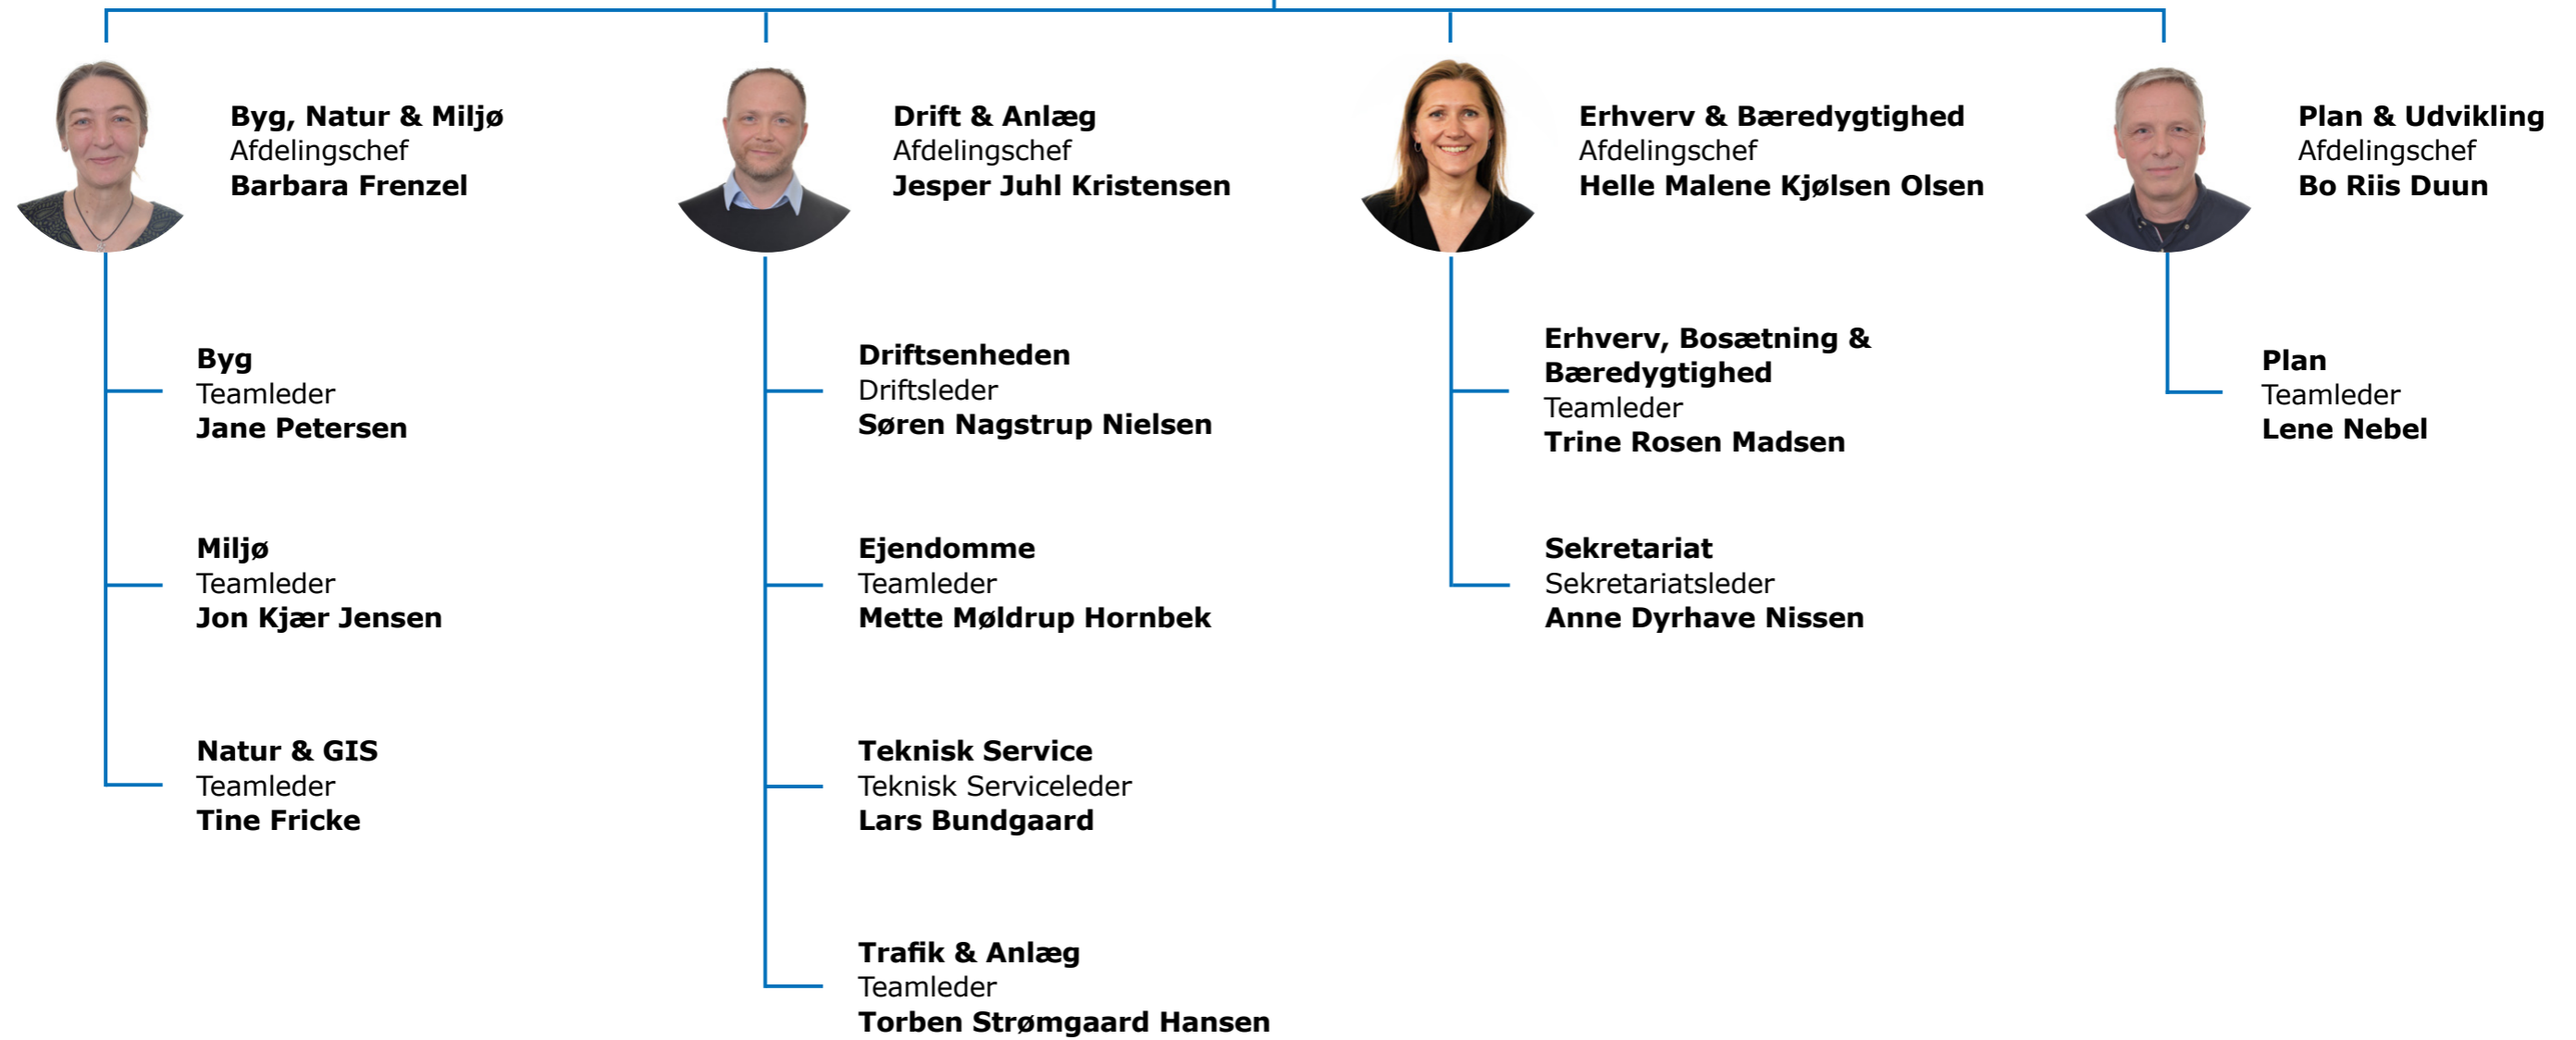 Byg, Natur & Miljø
Afdelingschef
Barbara Frenzel
Byg
Teamleder
Jane Petersen
Miljø
Teamleder
Jon Kjær Jensen
Natur & GIS
Teamleder
Tine Fricke
Drift & Anlæg
Afdelingschef
Jesper Juhl Kristensen
Driftsenheden
Driftsleder
Søren Nagstrup Nielsen
Ejendomme
Teamleder
Mette Møldrup Hornbek
Teknisk Service
Teknisk Serviceleder
Lars Bundgaard
Trafik & Anlæg
Teamleder
Torben Strømgaard Hansen
Erhverv & Bæredygtighed
Afdelingschef
Helle Malene Kjølsen Olsen
Erhverv, Bosætning &
Bæredygtighed
Teamleder
Trine Rosen Madsen
Sekretariat
Sekretariatsleder
Anne Dyrhave Nissen
Plan & Udvikling
Afdelingschef
Bo Riis Duun
Plan
Teamleder
Lene Nebel